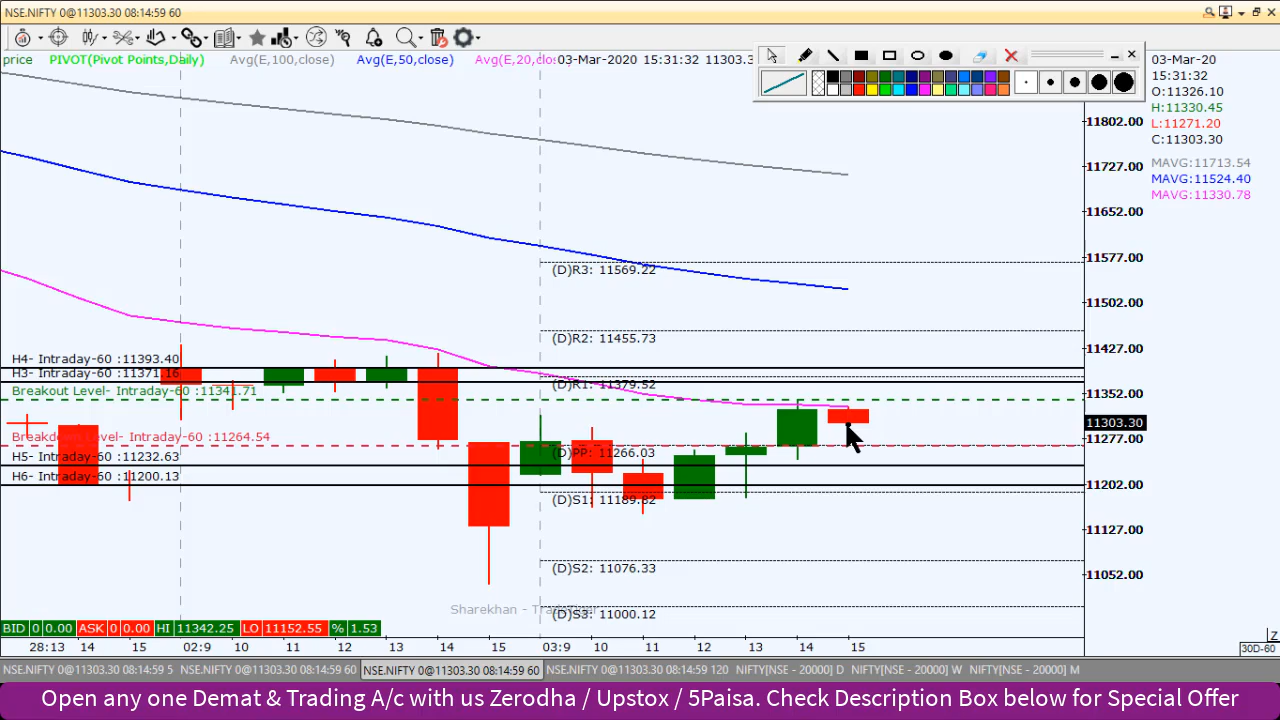 NSE.NIFTY 0@11303.30 08:14:59 60
price PIVOT(Pivot Points,Daily) Avg(E,100,close) Avg(E,50,close) Avg(E,20,clo 03-Mar-2020 15:31:32 11303.3
03-Mar-20
15:31:32
O:11326.10
H:11330.45
L:11271.20
C:11303.30
MAVG:11713.54
MAVG:11524.40
MAVG:11330.78
11802.00
11727.00
11652.00
11577.00
11502.00
11427.00
11352.00
11303.30
11277.00
11202.00
11127.00
11052.00
(D)R3: 11569.22
(D)R2: 11455.73
(D)R1: 11379.52
(D)PP: 11266.03
(D)S1: 11189.82
(D)S2: 11076.33
(D)S3: 11000.12
H4- Intraday-60 :11393.40
H3- Intraday-60 :11371.16
Breakout Level- Intraday-60 :11341.71
Breakdown Level- Intraday-60 :11264.54
H5- Intraday-60 :11232.63
H6- Intraday-60 :11200.13
BID 0 0.00 ASK 0 0.00 HI 11342.25 LO 11152.55 % 1.53
28:13 14 15 02:9 10 11 12 13 14 15 03:9 10 11 12 13 14 15
Z
30D-60
NSE.NIFTY 0@11303.30 08:14:59 5 NSE.NIFTY 0@11303.30 08:14:59 60 NSE.NIFTY 0@11303.30 08:14:59 60 NSE.NIFTY 0@11303.30 08:14:59 120 NIFTY[NSE - 20000] D NIFTY[NSE - 20000] W NIFTY[NSE - 20000] M
Open any one Demat & Trading A/c with us Zerodha / Upstox / 5Paisa. Check Description Box below for Special Offer